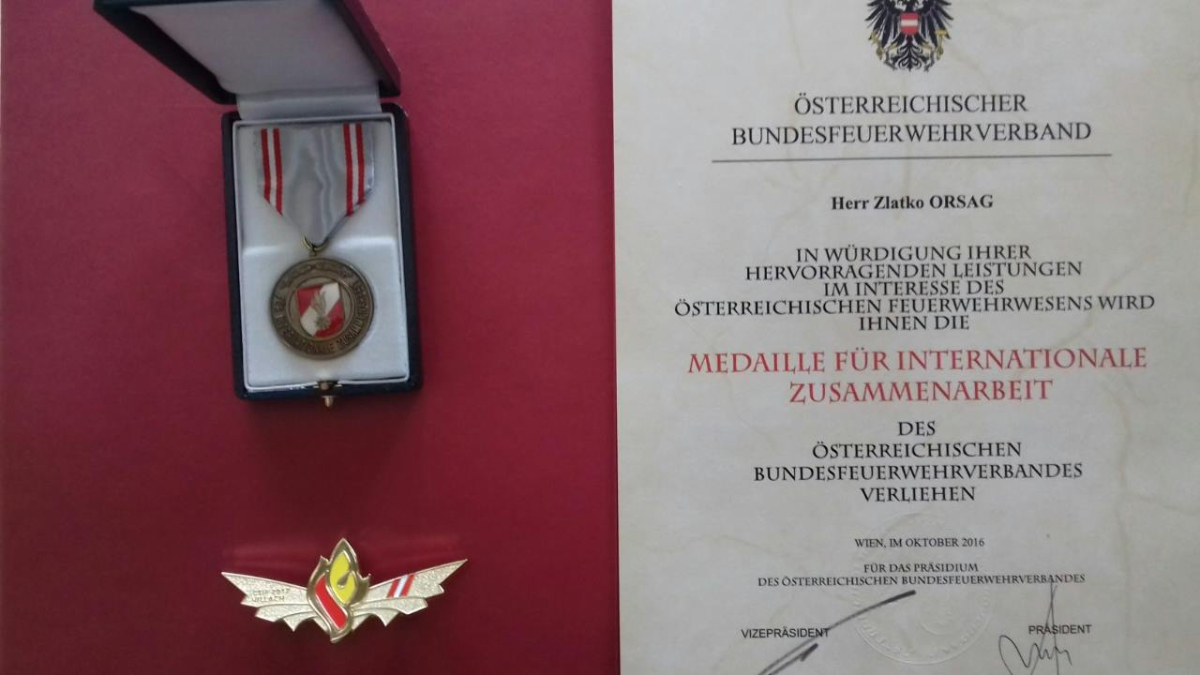 ÖSTERREICHISCHER
BUNDESFEUERWEHRVERBAND
Herr Zlatko ORSAG
IN WÜRDIGUNG IHRER
HERVORRAGENDEN LEISTUNGEN
IM INTERESSE DES
ÖSTERREICHISCHEN FEUERWEHRWESENS WIRD
IHNEN DIE
MEDAILLE FÜR INTERNATIONALE
ZUSAMMENARBEIT
DES
ÖSTERREICHISCHEN
BUNDESFEUERWEHRVERBANDES
VERLIEHEN
WIEN, IM OKTOBER 2016
FÜR DAS PRÄSIDIUM
DES ÖSTERREICHISCHEN BUNDESFEUERWEHRVERBANDES
VIZEPRÄSIDENT
PRÄSIDENT
VILLACH